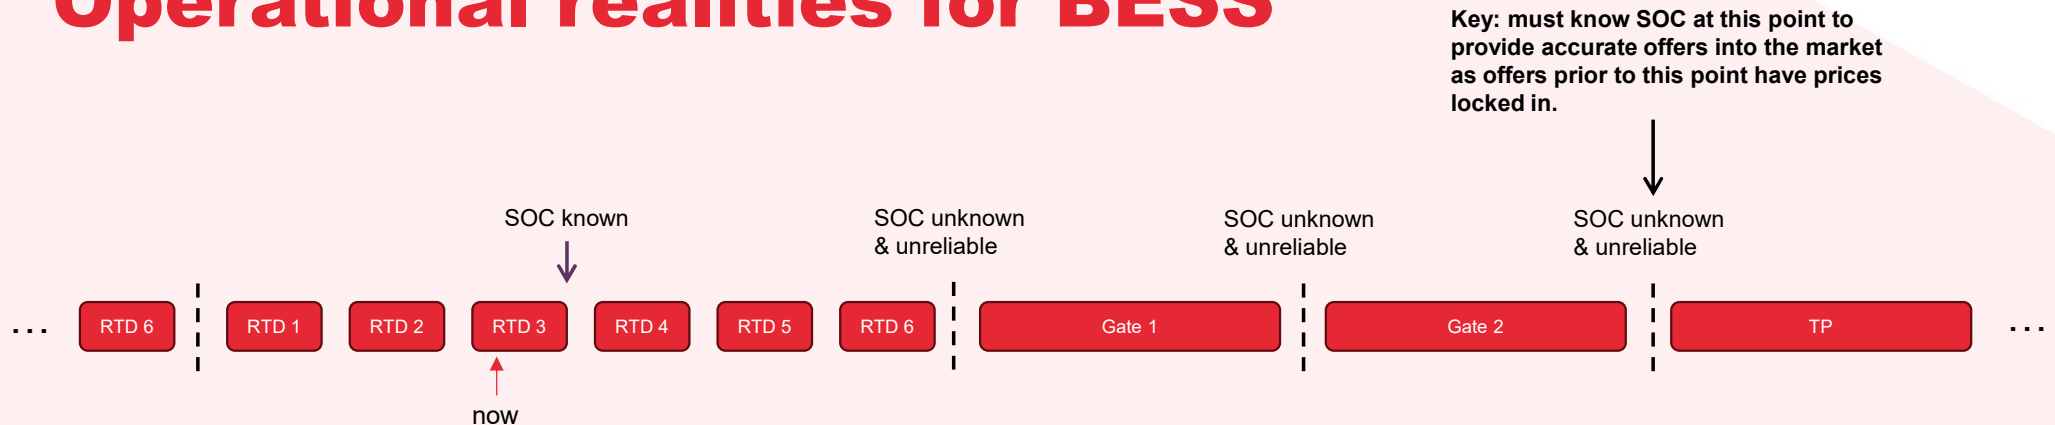 Operational realities for BESS
Key: must know SOC at this point to
provide accurate offers into the market
as offers prior to this point have prices
locked in.
SOC known
SOC unknown
& unreliable
SOC unknown
& unreliable
SOC unknown
& unreliable
...
RTD 6
RTD 1
RTD 2
RTD 3
RTD 4
RTD 5
RTD 6
Gate 1
Gate 2
TP
...
now